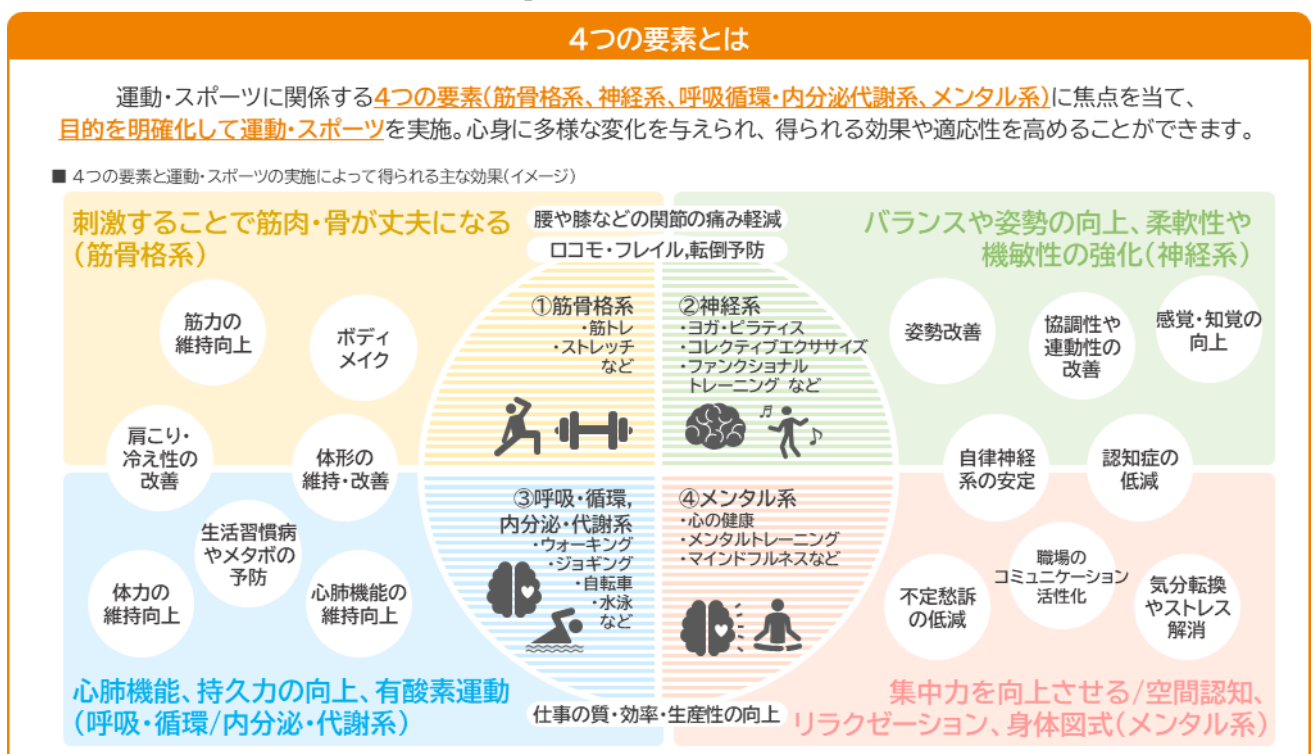 4つの要素とは
運動・スポーツに関係する4つの要素(筋骨格系、神経系、呼吸循環・内分泌代謝系、メンタル系)に焦点を当て、
目的を明確化して運動・スポーツを実施。心身に多様な変化を与えられ、得られる効果や適応性を高めることができます。
■ 4つの要素と運動・スポーツの実施によって得られる主な効果(イメージ)
刺激することで筋肉・骨が丈夫になる
(筋骨格系)
腰や膝などの関節の痛み軽減
ロコモ・フレイル,転倒予防
バランスや姿勢の向上、柔軟性や
機敏性の強化(神経系)
筋力の
維持向上
ボディ
メイク
肩こり・
冷え性の
改善
体形の
維持・改善
①筋骨格系
・筋トレ
・ストレッチ
など
②神経系
・ヨガ・ピラティス
・コレクティブエクササイズ
・ファンクショナル
トレーニング など
姿勢改善
協調性や
連動性の
改善
感覚・知覚の
向上
自律神経
系の安定
認知症の
低減
生活習慣病
やメタボの
予防
体力の
維持向上
心肺機能の
維持向上
③呼吸・循環,
内分泌・代謝系
・ウォーキング
・ジョギング
・自転車
・水泳
など
④メンタル系
・心の健康
・メンタルトレーニング
・マインドフルネスなど
不定愁訴
の低減
職場の
コミュニケーション
活性化
気分転換
やストレス
解消
心肺機能、持久力の向上、有酸素運動
(呼吸・循環/内分泌・代謝系)
仕事の質・効率・生産性の向上
集中力を向上させる/空間認知、
リラクゼーション、身体図式(メンタル系)